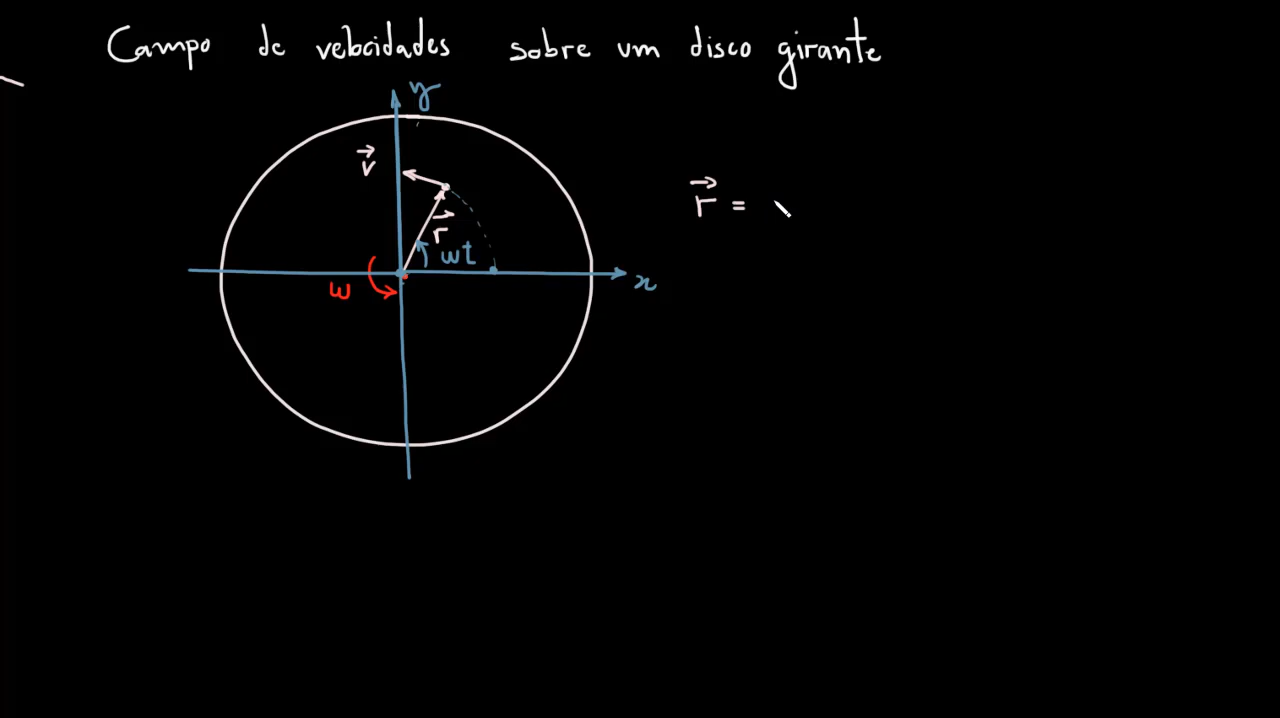 Campo de velocidades sobre um disco girante
y
v⃗
r⃗ =
r⃗
ωt
ω
x